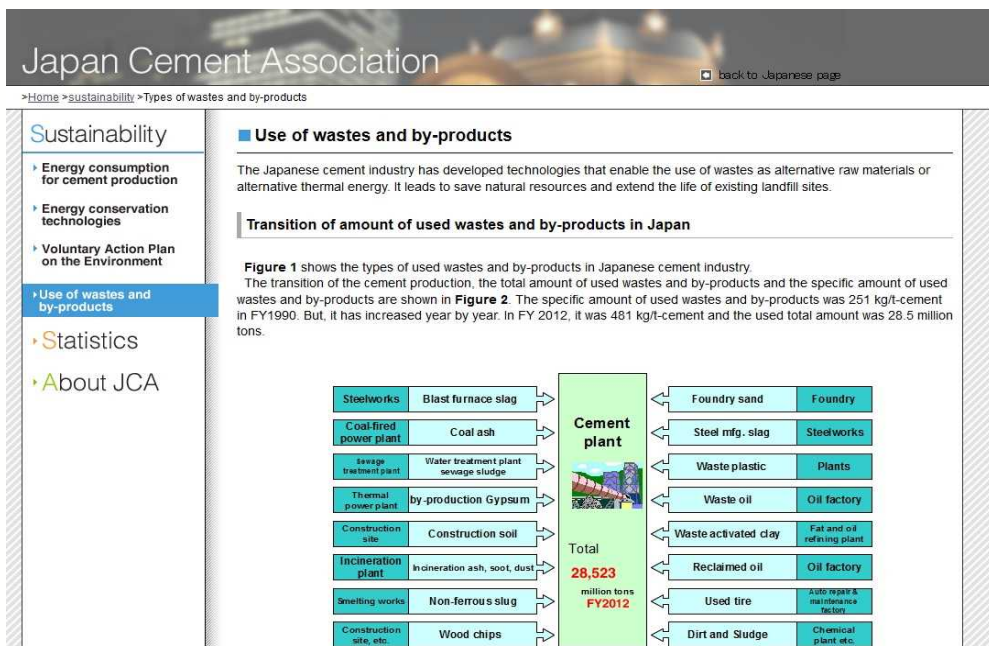 Japan Cement Association
back to Japanese page
>Home >sustainability >Types of wastes and by-products
Sustainability
Energy consumption
for cement production
Energy conservation
technologies
Voluntary Action Plan
on the Environment
Use of wastes and
by-products
Statistics
About JCA
Use of wastes and by-products
The Japanese cement industry has developed technologies that enable the use of wastes as alternative raw materials or
alternative thermal energy. It leads to save natural resources and extend the life of existing landfill sites.
Transition of amount of used wastes and by-products in Japan
Figure 1 shows the types of used wastes and by-products in Japanese cement industry.
The transition of the cement production, the total amount of used wastes and by-products and the specific amount of used
wastes and by-products are shown in Figure 2. The specific amount of used wastes and by-products was 251 kg/t-cement
in FY1990. But, it has increased year by year. In FY 2012, it was 481 kg/t-cement and the used total amount was 28.5 million
tons.
Steelworks
Blast furnace slag
Coal-fired
power plant
Coal ash
Sewage
treatment plant
Water treatment plant
sewage sludge
Thermal
power plant
by-production Gypsum
Construction
site
Construction soil
Incineration
plant
Incineration ash, soot, dust
Smelting works
Non-ferrous slug
Construction
site, etc.
Wood chips
Cement
plant
Total
28,523
million tons
FY2012
Foundry sand
Foundry
Steel mfg. slag
Steelworks
Waste plastic
Plants
Waste oil
Oil factory
Waste activated clay
Fat and oil
refining plant
Reclaimed oil
Oil factory
Used tire
Auto repair &
maintenance
factory
Dirt and Sludge
Chemical
plant etc.